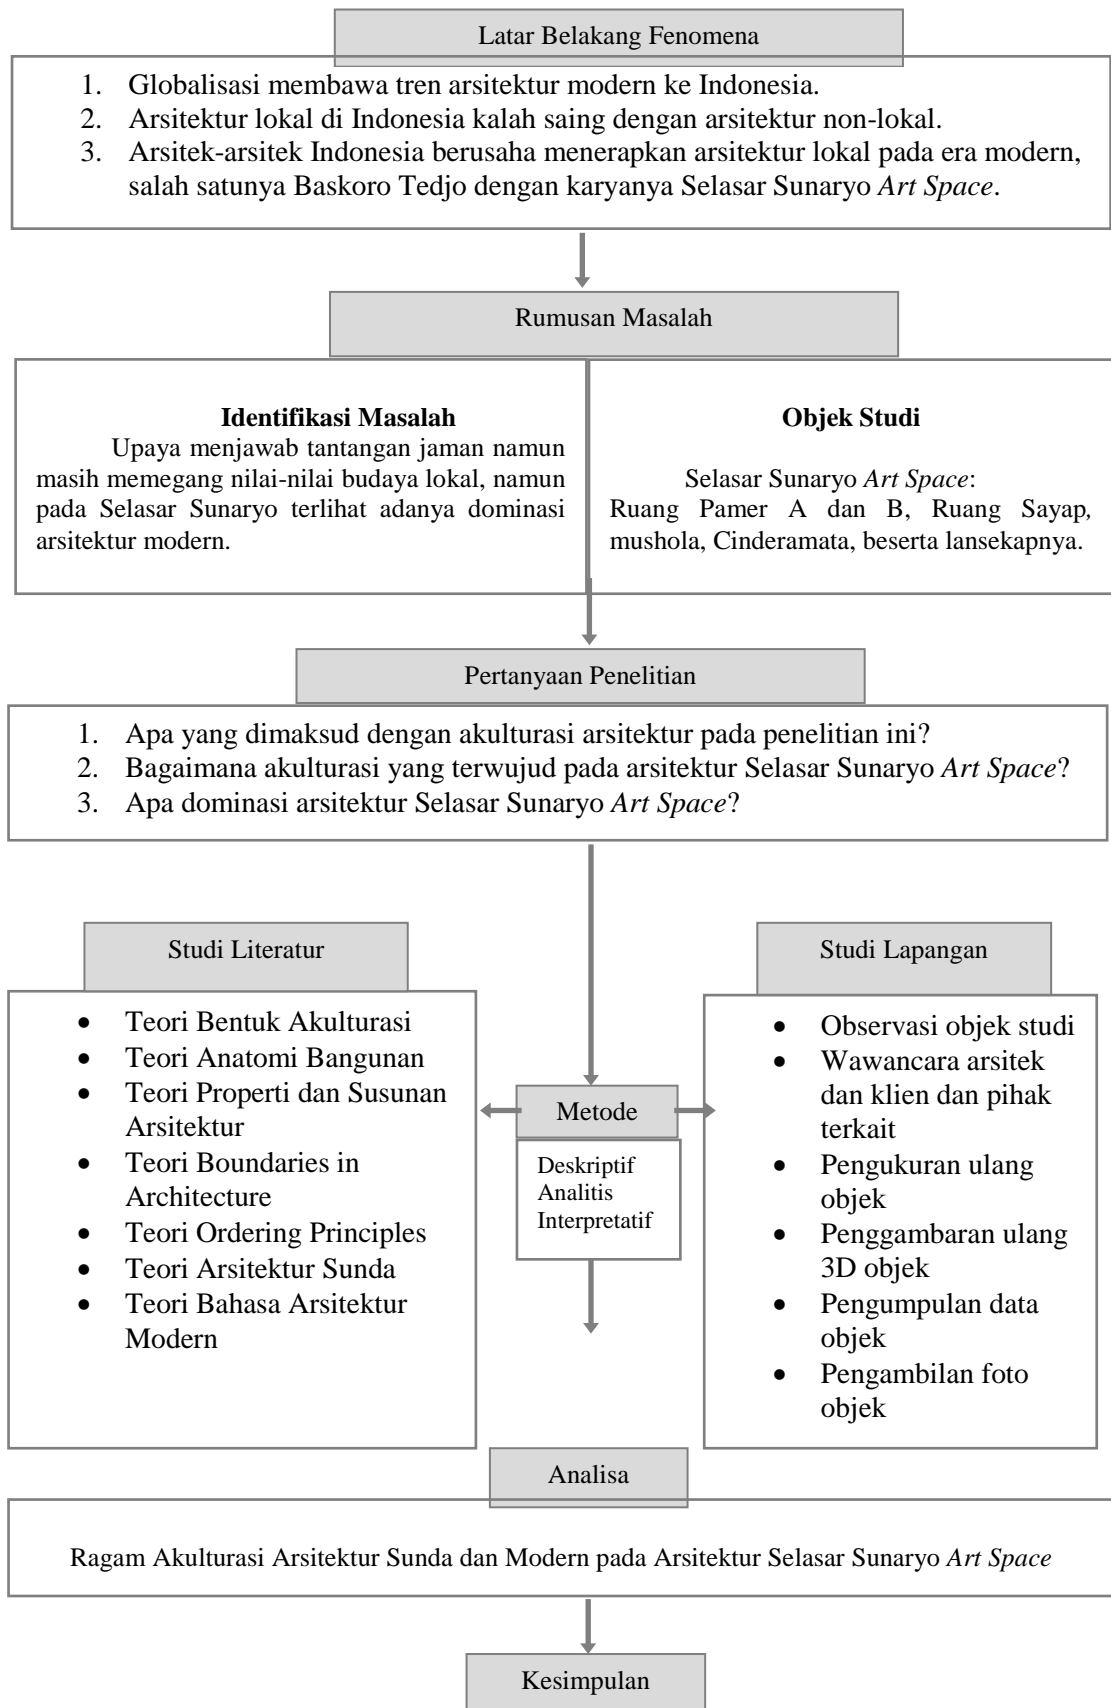 Latar Belakang Fenomena
1. Globalisasi membawa tren arsitektur modern ke Indonesia.
2. Arsitektur lokal di Indonesia kalah saing dengan arsitektur non-lokal.
3. Arsitek-arsitek Indonesia berusaha menerapkan arsitektur lokal pada era modern,
salah satunya Baskoro Tedjo dengan karyanya Selasar Sunaryo Art Space.
Rumusan Masalah
Identifikasi Masalah
Upaya menjawab tantangan jaman namun
masih memegang nilai-nilai budaya lokal, namun
pada Selasar Sunaryo terlihat adanya dominasi
arsitektur modern.
Objek Studi
Selasar Sunaryo Art Space:
Ruang Pamer A dan B, Ruang Sayap,
mushola, Cinderamata, beserta lansekapnya.
Pertanyaan Penelitian
1. Apa yang dimaksud dengan akulturasi arsitektur pada penelitian ini?
2. Bagaimana akulturasi yang terwujud pada arsitektur Selasar Sunaryo Art Space?
3. Apa dominasi arsitektur Selasar Sunaryo Art Space?
Studi Literatur
• Teori Bentuk Akulturasi
• Teori Anatomi Bangunan
• Teori Properti dan Susunan
Arsitektur
• Teori Boundaries in
Architecture
• Teori Ordering Principles
• Teori Arsitektur Sunda
• Teori Bahasa Arsitektur
Modern
Metode
Deskriptif
Analitis
Interpretatif
Studi Lapangan
• Observasi objek studi
• Wawancara arsitek
dan klien dan pihak
terkait
• Pengukuran ulang
objek
• Penggambaran ulang
3D objek
• Pengumpulan data
objek
• Pengambilan foto
objek
Analisa
Ragam Akulturasi Arsitektur Sunda dan Modern pada Arsitektur Selasar Sunaryo Art Space
Kesimpulan